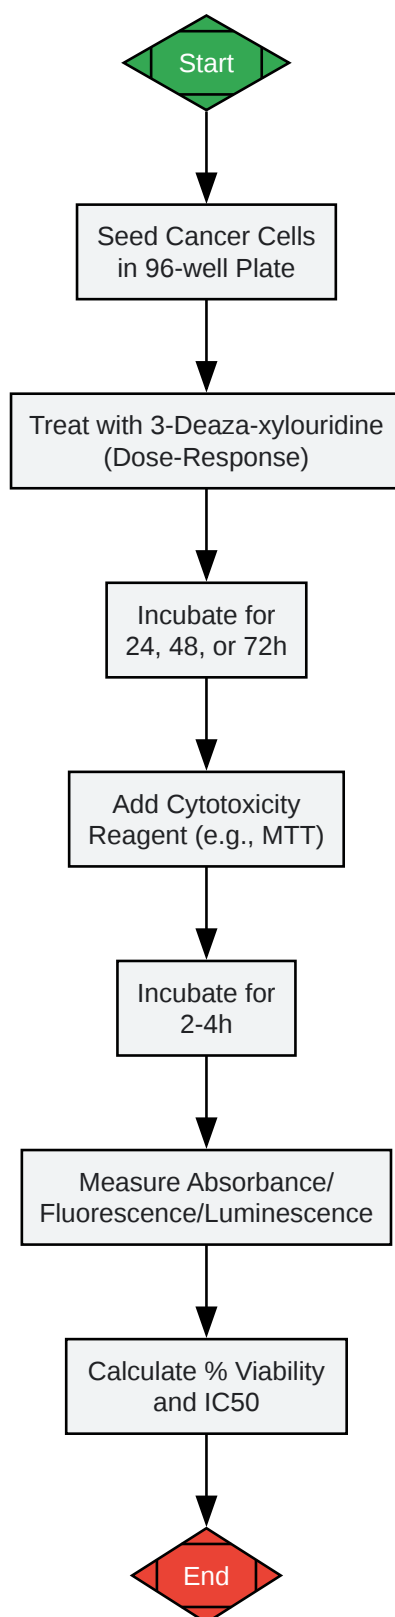 Start
Seed Cancer Cells
in 96-well Plate
Treat with 3-Deaza-xylouridine
(Dose-Response)
Incubate for
24, 48, or 72h
Add Cytotoxicity
Reagent (e.g., MTT)
Incubate for
2-4h
Measure Absorbance/
Fluorescence/Luminescence
Calculate % Viability
and IC50
End